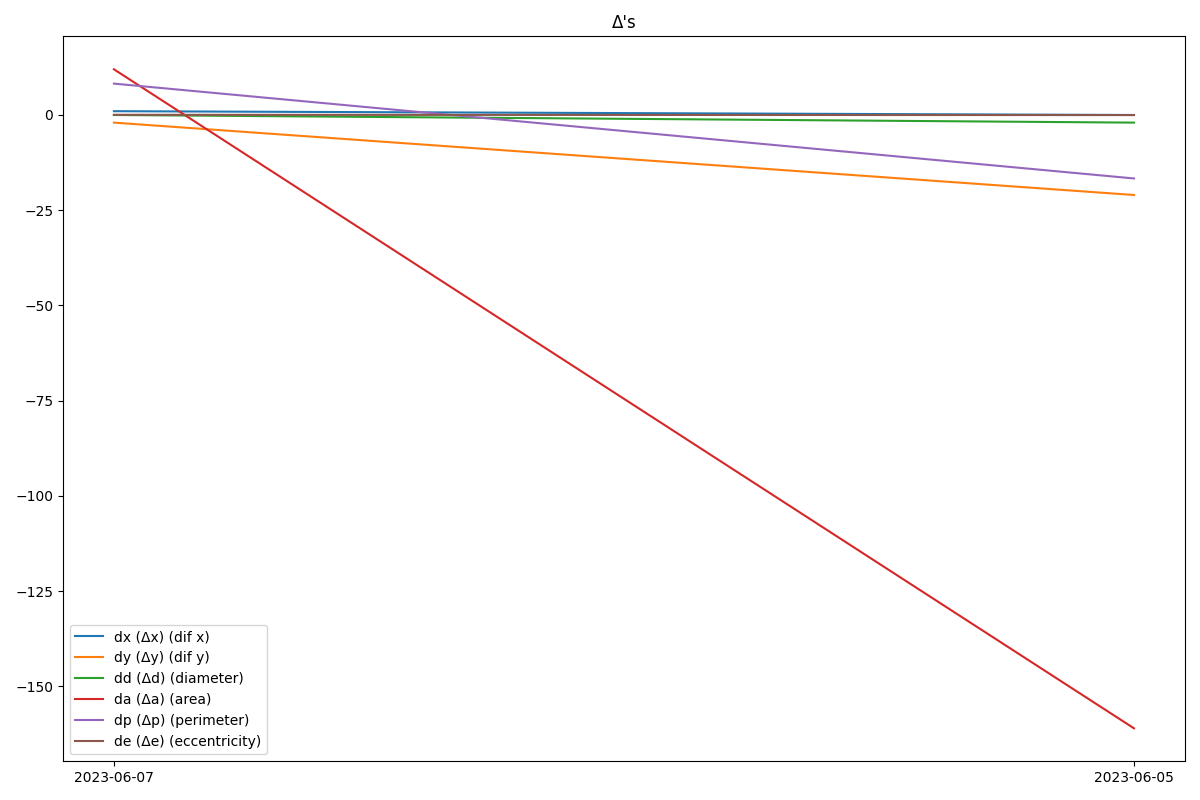 Δ's
0
−25
−50
−75
−100
−125
−150
dx (Δx) (dif x)
dy (Δy) (dif y)
dd (Δd) (diameter)
da (Δa) (area)
dp (Δp) (perimeter)
de (Δe) (eccentricity)
2023-06-07
2023-06-05